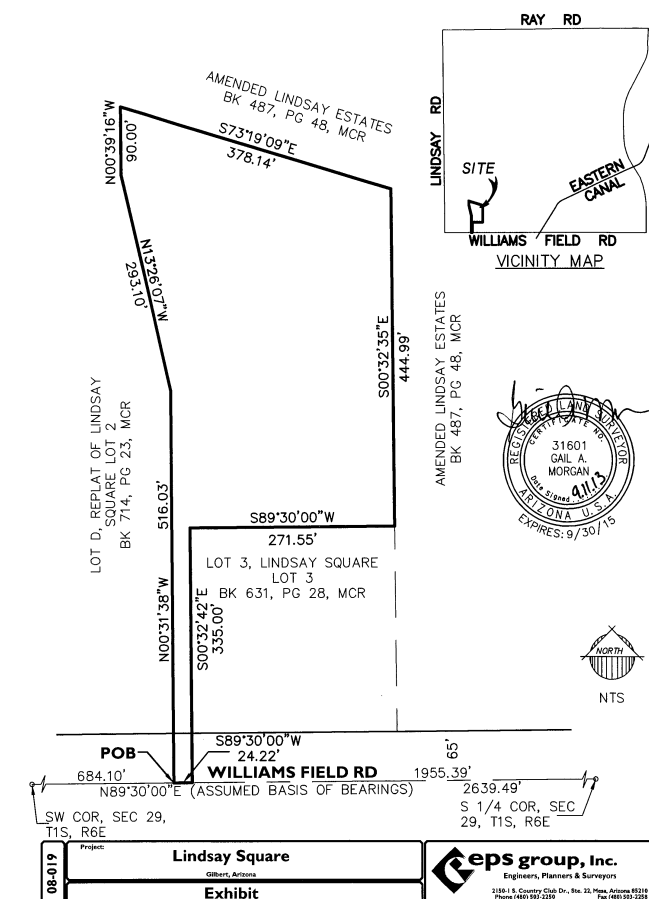 RAY RD
LINDSAY RD
SITE
EASTERN
CANAL
WILLIAMS FIELD RD
VICINITY MAP
AMENDED LINDSAY ESTATES
BK 487, PG 48, MCR
S73°19'09"E
378.14'
N00°39'16"W
90.00'
N13°26'07"W
293.10'
S00°32'35"E
444.99'
AMENDED LINDSAY ESTATES
BK 487, PG 48, MCR
LOT D, REPLAT OF LINDSAY
SQUARE LOT 2
BK 714, PG 23, MCR
516.03'
N00°31'38"W
S89°30'00"W
271.55'
LOT 3, LINDSAY SQUARE
LOT 3
BK 631, PG 28, MCR
S00°32'42"E
335.00'
REGISTERED LAND SURVEYOR
CERTIFICATE NO.
31601
GAIL A.
MORGAN
Date Signed 9.11.13
ARIZONA U.S.A.
EXPIRES: 9/30/15
NORTH
NTS
S89°30'00"W
24.22'
POB
WILLIAMS FIELD RD
65'
684.10'
1955.39'
N89°30'00"E (ASSUMED BASIS OF BEARINGS)
2639.49'
SW COR, SEC 29,
T1S, R6E
S 1/4 COR, SEC
29, T1S, R6E
08-019
Project:
Lindsay Square
Gilbert, Arizona
Exhibit
eps group, Inc.
Engineers, Planners & Surveyors
2150-1 S. Country Club Dr., Ste. 22, Mesa, Arizona 85210
Phone (480) 503-2250 Fax (480) 503-2258